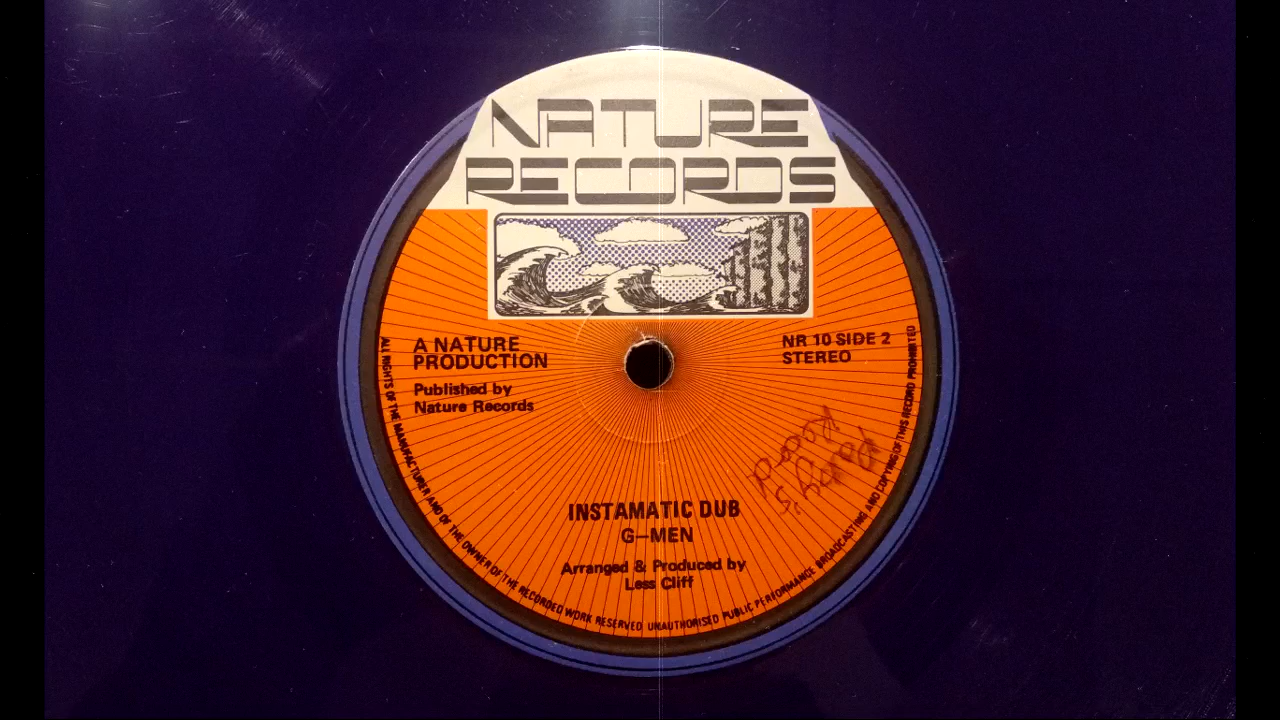 NATURE
RECORDS
A NATURE
PRODUCTION
Published by
Nature Records
NR 10 SIDE 2
STEREO
Record
INSTAMATIC DUB
G-MEN
Arranged & Produced by
Less Cliff
ALL RIGHTS OF THE MANUFACTURER AND OF THE OWNER OF THE RECORDED WORK RESERVED UNAUTHORISED PUBLIC PERFORMANCE BROADCASTING AND COPYING OF THIS RECORD PROHIBITED